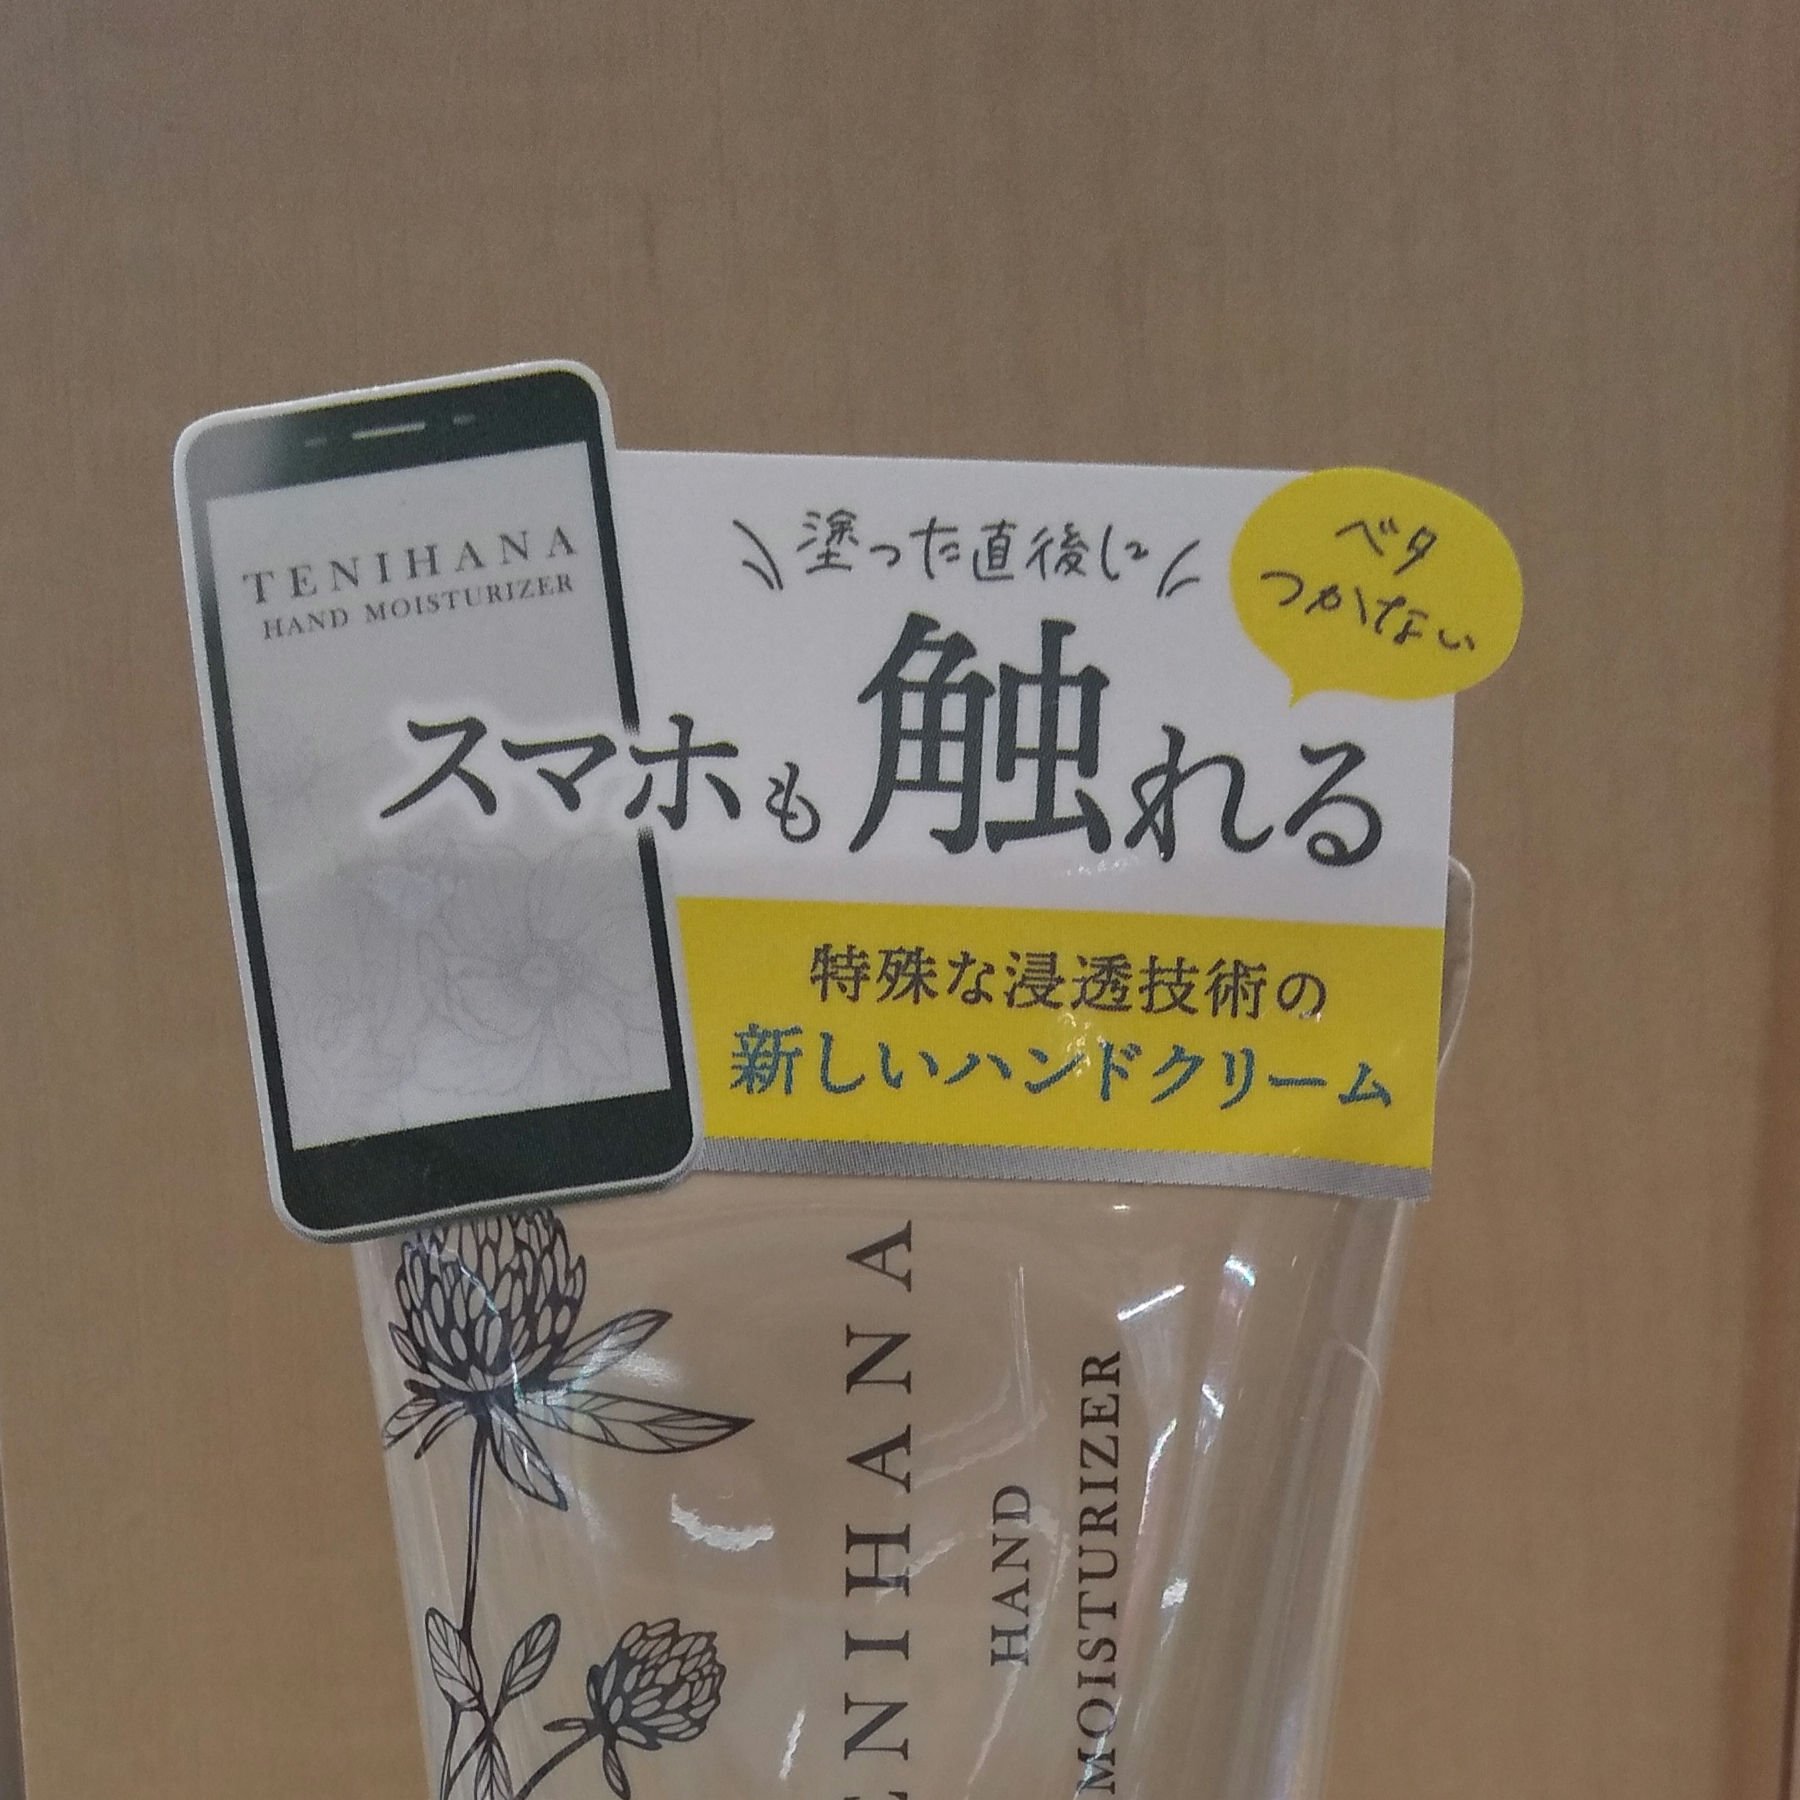 TENIHANA
HAND MOISTURIZER
塗った直後に
ベタ
つかない
スマホも触れる
特殊な浸透技術の
新しいハンドクリーム
ENIHANA
HAND
MOISTURIZER